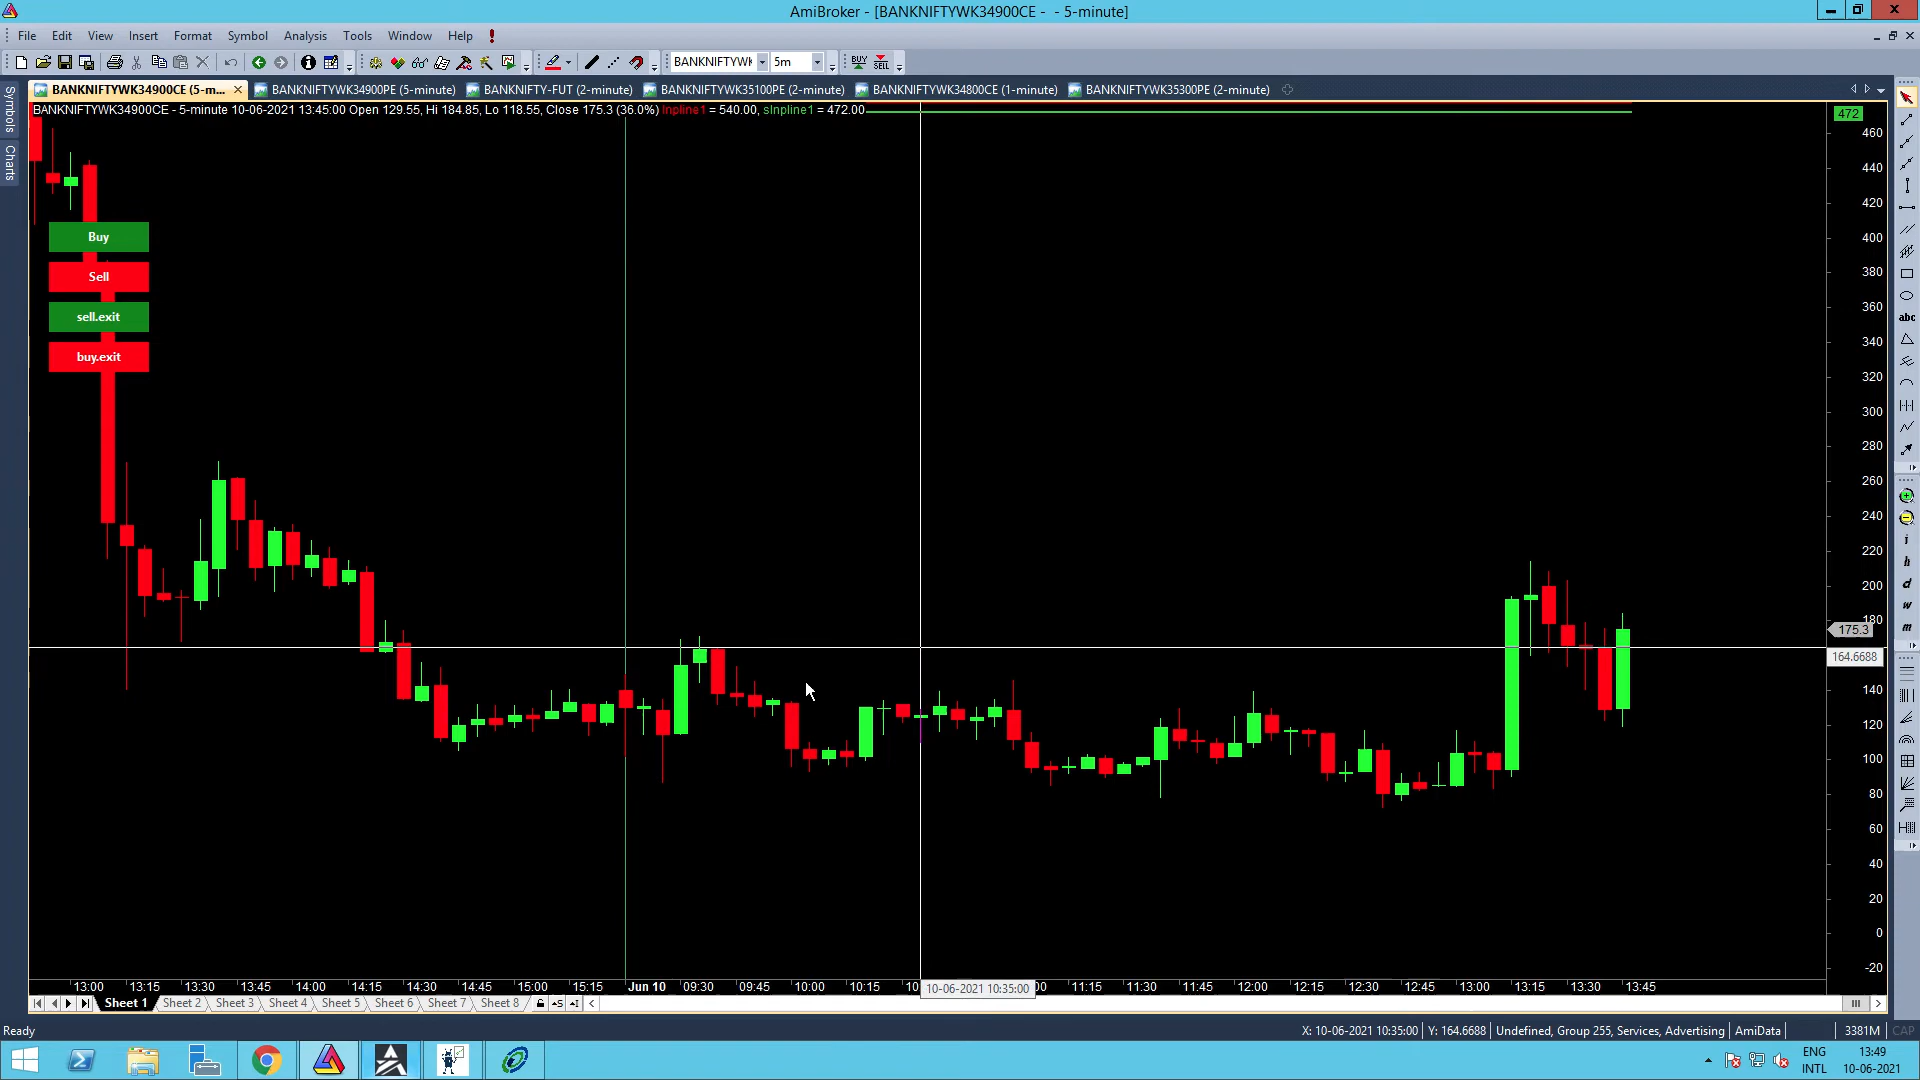 AmiBroker - [BANKNIFTYWK34900CE - - 5-minute]
File Edit View Insert Format Symbol Analysis Tools Window Help
BANKNIFTYWK 5m BUY SELL
BANKNIFTYWK34900CE (5-m... BANKNIFTYWK34900PE (5-minute) BANKNIFTY-FUT (2-minute) BANKNIFTYWK35100PE (2-minute) BANKNIFTYWK34800CE (1-minute) BANKNIFTYWK35300PE (2-minute)
BANKNIFTYWK34900CE - 5-minute 10-06-2021 13:45:00 Open 129.55, Hi 184.85, Lo 118.55, Close 175.3 (36.0%) Inpline1 = 540.00, sInpline1 = 472.00
Symbols
Charts
Buy
Sell
sell.exit
buy.exit
472
460
440
420
400
380
360
340
320
300
280
260
240
220
200
180
175.3
164.6688
140
120
100
80
60
40
20
0
-20
abc
i
h
d
w
m
13:00 13:15 13:30 13:45 14:00 14:15 14:30 14:45 15:00 15:15 Jun 10 09:30 09:45 10:00 10:15 10-06-2021 10:35:00 11:15 11:30 11:45 12:00 12:15 12:30 12:45 13:00 13:15 13:30 13:45
Sheet 1 Sheet 2 Sheet 3 Sheet 4 Sheet 5 Sheet 6 Sheet 7 Sheet 8
Ready X: 10-06-2021 10:35:00 Y: 164.6688 Undefined, Group 255, Services, Advertising AmiData 3381M CAP
ENG 13:49
INTL 10-06-2021